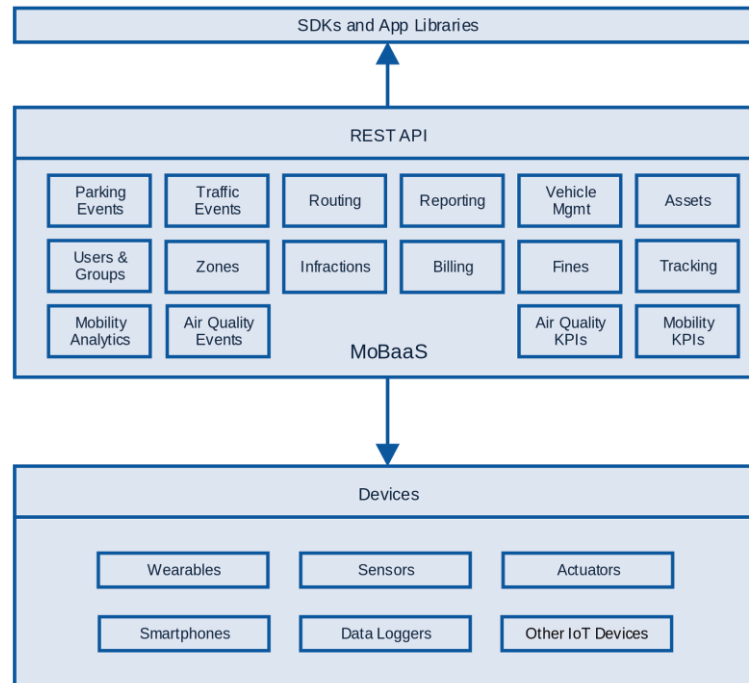 SDKs and App Libraries
REST API
Parking
Events
Traffic
Events
Routing
Reporting
Vehicle
Mgmt
Assets
Users &
Groups
Zones
Infractions
Billing
Fines
Tracking
Mobility
Analytics
Air Quality
Events
MoBaaS
Air Quality
KPIs
Mobility
KPIs
Devices
Wearables
Sensors
Actuators
Smartphones
Data Loggers
Other IoT Devices